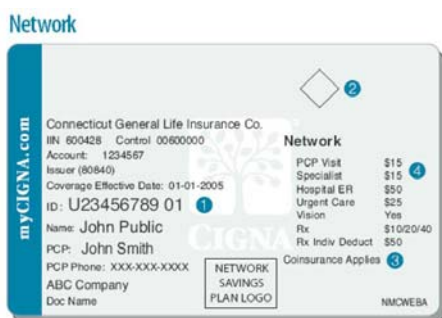 Network
myCIGNA.com
2
Connecticut General Life Insurance Co.
IIN 600428 Control 00600000
Account: 1234567
Issuer (80840)
Coverage Effective Date: 01-01-2005
ID: U23456789 01 1
Name: John Public
PCP: John Smith
PCP Phone: XXX-XXX-XXXX
ABC Company
Doc Name
CIGNA
NETWORK
SAVINGS
PLAN LOGO
Network
PCP Visit $15
Specialist $15 4
Hospital ER $50
Urgent Care $25
Vision Yes
Rx $10/20/40
Rx Indiv Deduct $50
Coinsurance Applies 3
NMCWEBA